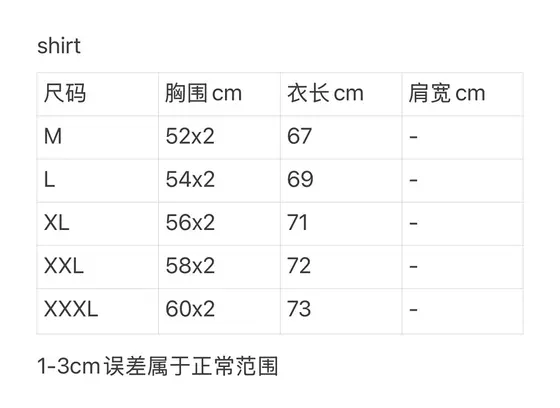 shirt
尺码 胸围cm 衣长cm 肩宽cm
M 52x2 67 -
L 54x2 69 -
XL 56x2 71 -
XXL 58x2 72 -
XXXL 60x2 73 -
1-3cm误差属于正常范围